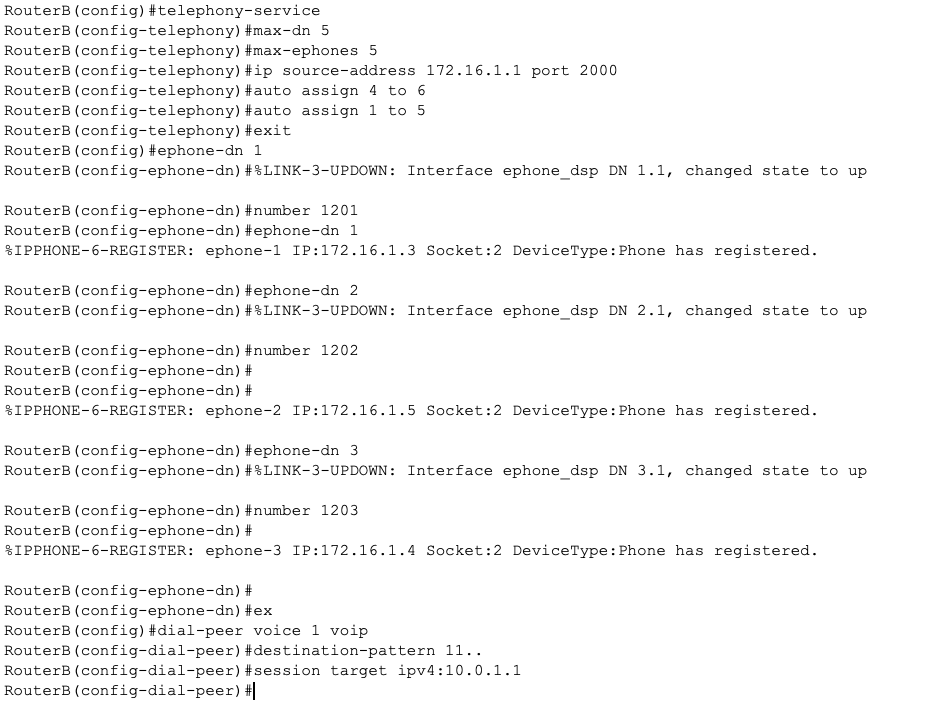 RouterB(config)#telephony-service
RouterB(config-telephony)#max-dn 5
RouterB(config-telephony)#max-ephones 5
RouterB(config-telephony)#ip source-address 172.16.1.1 port 2000
RouterB(config-telephony)#auto assign 4 to 6
RouterB(config-telephony)#auto assign 1 to 5
RouterB(config-telephony)#exit
RouterB(config)#ephone-dn 1
RouterB(config-ephone-dn)#%LINK-3-UPDOWN: Interface ephone_dsp DN 1.1, changed state to up
RouterB(config-ephone-dn)#number 1201
RouterB(config-ephone-dn)#ephone-dn 1
%IPPHONE-6-REGISTER: ephone-1 IP:172.16.1.3 Socket:2 DeviceType:Phone has registered.
RouterB(config-ephone-dn)#ephone-dn 2
RouterB(config-ephone-dn)#%LINK-3-UPDOWN: Interface ephone_dsp DN 2.1, changed state to up
RouterB(config-ephone-dn)#number 1202
RouterB(config-ephone-dn)#
RouterB(config-ephone-dn)#
%IPPHONE-6-REGISTER: ephone-2 IP:172.16.1.5 Socket:2 DeviceType:Phone has registered.
RouterB(config-ephone-dn)#ephone-dn 3
RouterB(config-ephone-dn)#%LINK-3-UPDOWN: Interface ephone_dsp DN 3.1, changed state to up
RouterB(config-ephone-dn)#number 1203
RouterB(config-ephone-dn)#
%IPPHONE-6-REGISTER: ephone-3 IP:172.16.1.4 Socket:2 DeviceType:Phone has registered.
RouterB(config-ephone-dn)#
RouterB(config-ephone-dn)#ex
RouterB(config)#dial-peer voice 1 voip
RouterB(config-dial-peer)#destination-pattern 11..
RouterB(config-dial-peer)#session target ipv4:10.0.1.1
RouterB(config-dial-peer)#